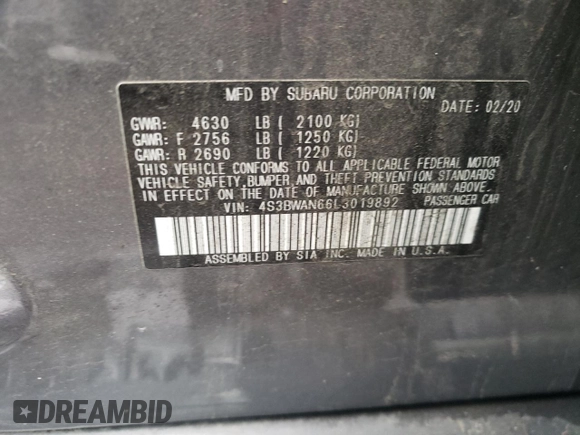 MFD BY SUBARU CORPORATION
DATE: 02/20
GVWR: 4630 LB ( 2100 KG)
GAWR: F 2756 LB ( 1250 KG)
GAWR: R 2690 LB ( 1220 KG)
THIS VEHICLE CONFORMS TO ALL APPLICABLE FEDERAL MOTOR
VEHICLE SAFETY, BUMPER, AND THEFT PREVENTION STANDARDS
IN EFFECT ON THE DATE OF MANUFACTURE SHOWN ABOVE.
VIN: 4S3BWAN66L3019892 PASSENGER CAR
ASSEMBLED BY SIA INC. MADE IN U.S.A.
DREAMBID